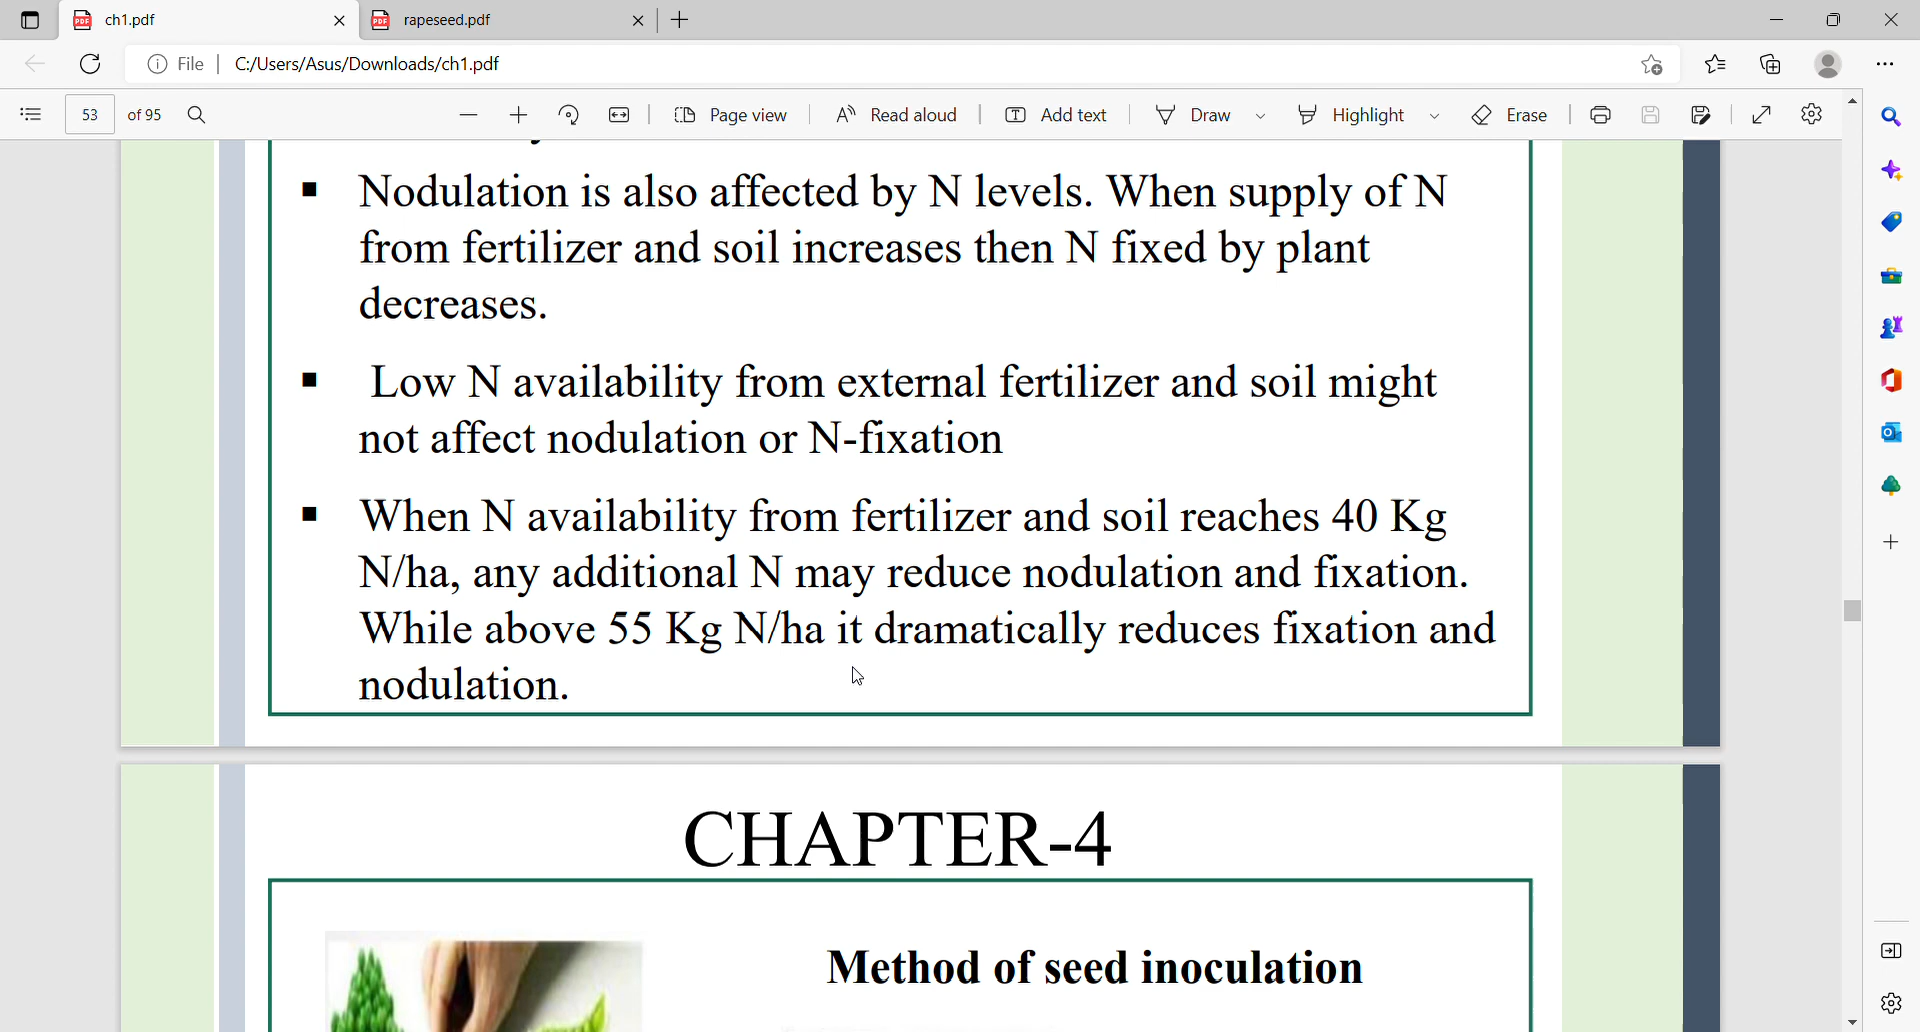 ch1.pdf
rapeseed.pdf
File
C:/Users/Asus/Downloads/ch1.pdf
53 of 95
Page view
Read aloud
Add text
Draw
Highlight
Erase
▪ Nodulation is also affected by N levels. When supply of N
from fertilizer and soil increases then N fixed by plant
decreases.
▪ Low N availability from external fertilizer and soil might
not affect nodulation or N-fixation
▪ When N availability from fertilizer and soil reaches 40 Kg
N/ha, any additional N may reduce nodulation and fixation.
While above 55 Kg N/ha it dramatically reduces fixation and
nodulation.
CHAPTER-4
Method of seed inoculation